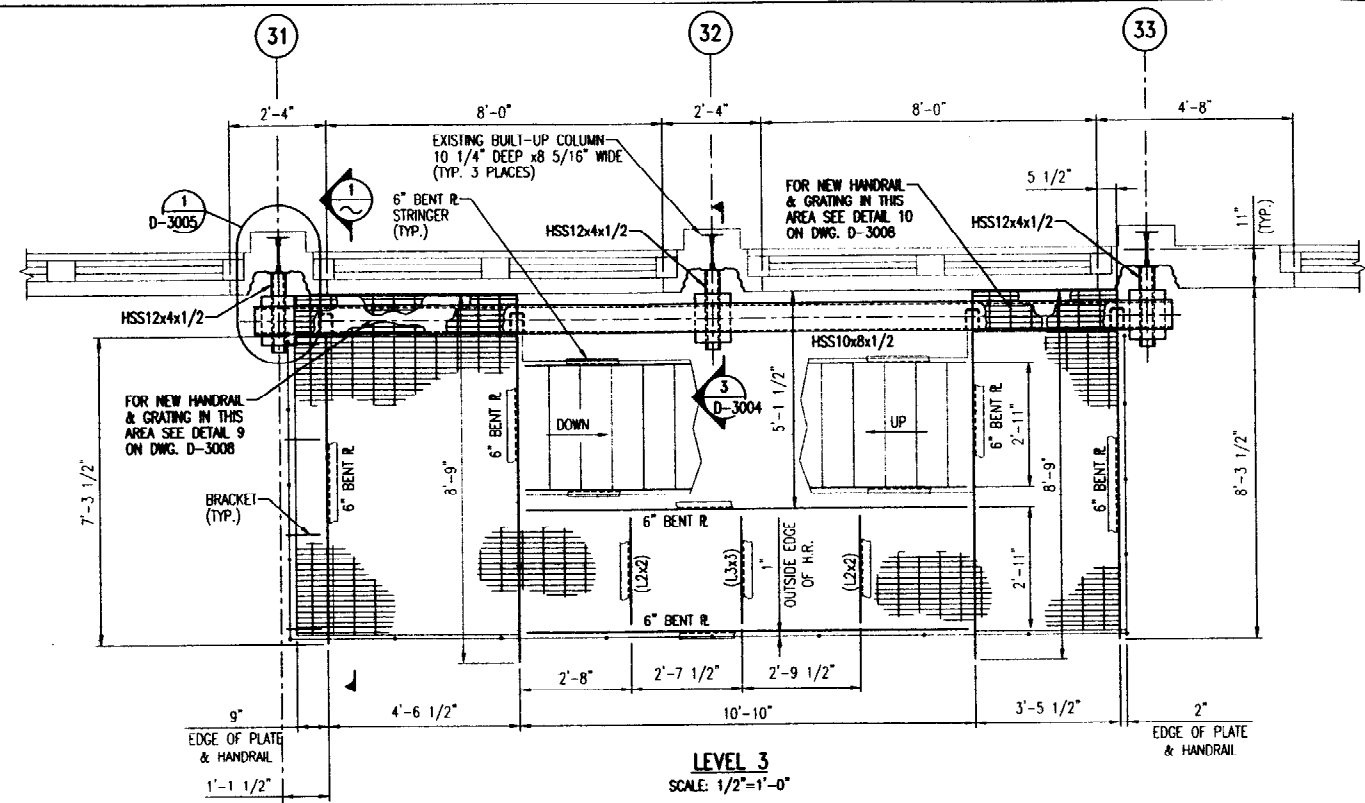 31
32
33
2'-4"
8'-0"
2'-4"
8'-0"
4'-8"
EXISTING BUILT-UP COLUMN
10 1/4" DEEP x8 5/16" WIDE
(TYP. 3 PLACES)
5 1/2"
11"
(TYP.)
1
D-3005
1
6" BENT PL
STRINGER
(TYP.)
HSS12x4x1/2
FOR NEW HANDRAIL
& GRATING IN THIS
AREA SEE DETAIL 10
ON DWG. D-3008
HSS12x4x1/2
HSS12x4x1/2
HSS10x8x1/2
FOR NEW HANDRAIL
& GRATING IN THIS
AREA SEE DETAIL 9
ON DWG. D-3008
3
D-3004
DOWN
UP
5'-1 1/2"
6" BENT PL
6" BENT PL
2'-11"
6" BENT PL
8'-9"
8'-9"
6" BENT PL
7'-3 1/2"
8'-3 1/2"
BRACKET
(TYP.)
6" BENT PL
(L2x2)
(L3x3)
1"
OUTSIDE EDGE
OF H.R.
(L2x2)
2'-11"
6" BENT PL
2'-8"
2'-7 1/2"
2'-9 1/2"
9"
EDGE OF PLATE
& HANDRAIL
4'-6 1/2"
10'-10"
3'-5 1/2"
2"
EDGE OF PLATE
& HANDRAIL
1'-1 1/2"
LEVEL 3
SCALE: 1/2"=1'-0"